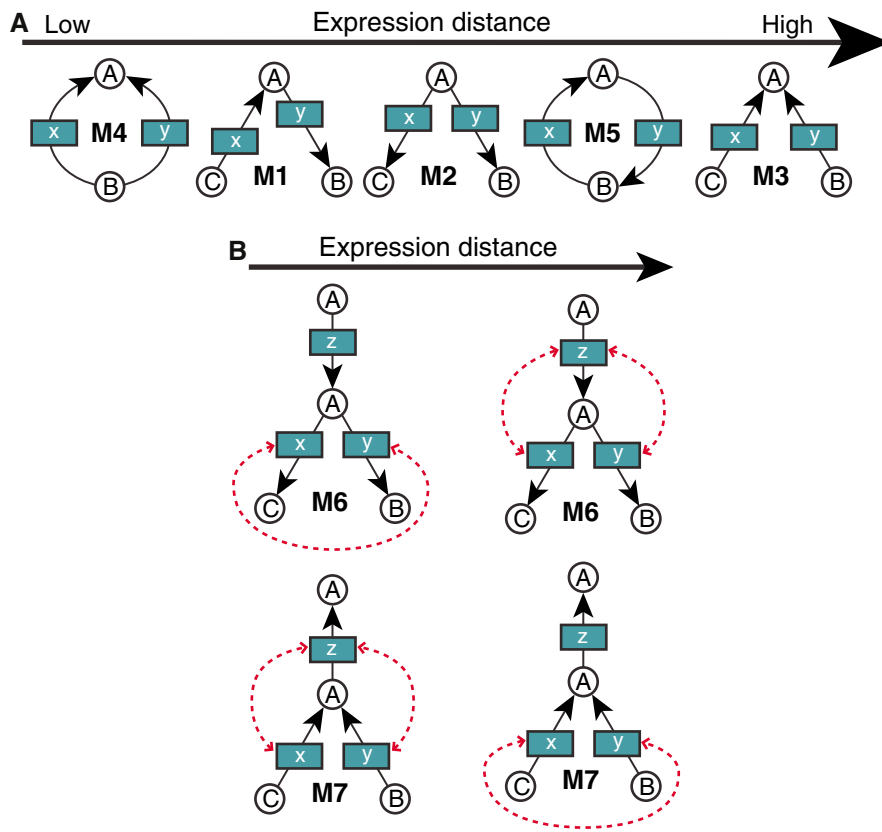 A
Low Expression distance High
A A A A A
x M4 y x y M1 x y M2 x M5 y x y M3
B C B C B B C B
B Expression distance
A A
z z
A A
x y x y
C M6 B C M6 B
A A
z z
A A
x y x y
C M7 B C M7 B